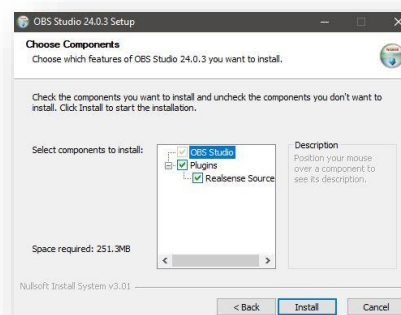 OBS Studio 24.0.3 Setup
Choose Components
Choose which features of OBS Studio 24.0.3 you want to install.
Check the components you want to install and uncheck the components you don't want to
install. Click Install to start the installation.
Select components to install:
OBS Studio
Plugins
Realsense Source
Description
Position your mouse
over a component to
see its description.
Space required: 251.3MB
Nullsoft Install System v3.01
< Back
Install
Cancel